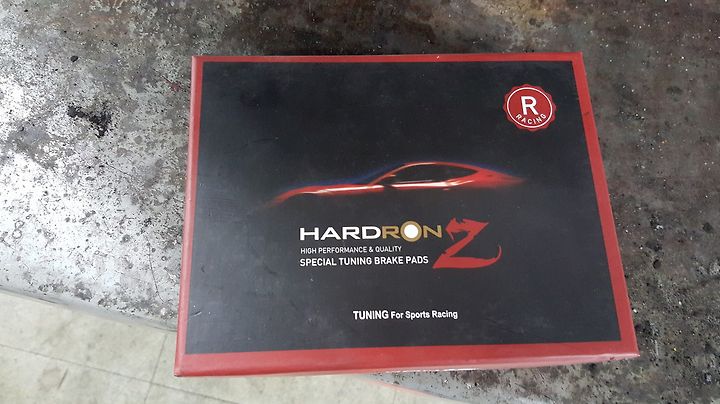 R
RACING
HARDRON Z
HIGH PERFORMANCE & QUALITY
SPECIAL TUNING BRAKE PADS
TUNING For Sports Racing